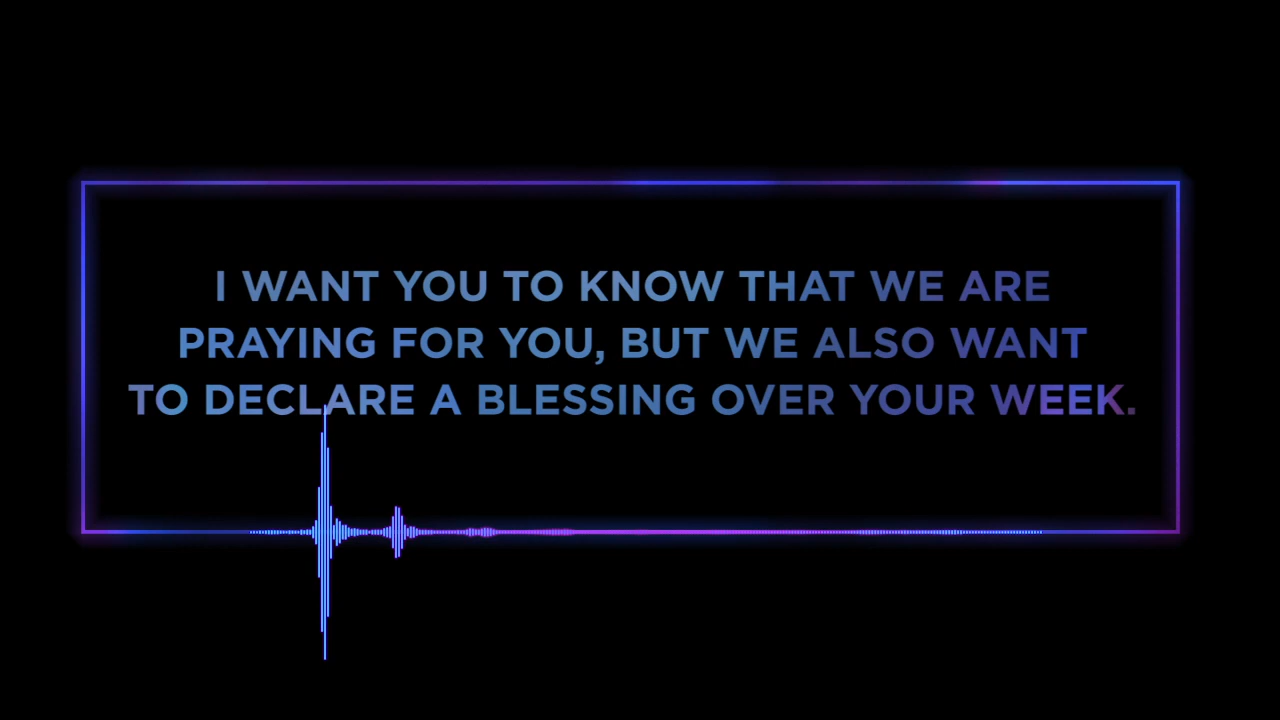 I WANT YOU TO KNOW THAT WE ARE
PRAYING FOR YOU, BUT WE ALSO WANT
TO DECLARE A BLESSING OVER YOUR WEEK.